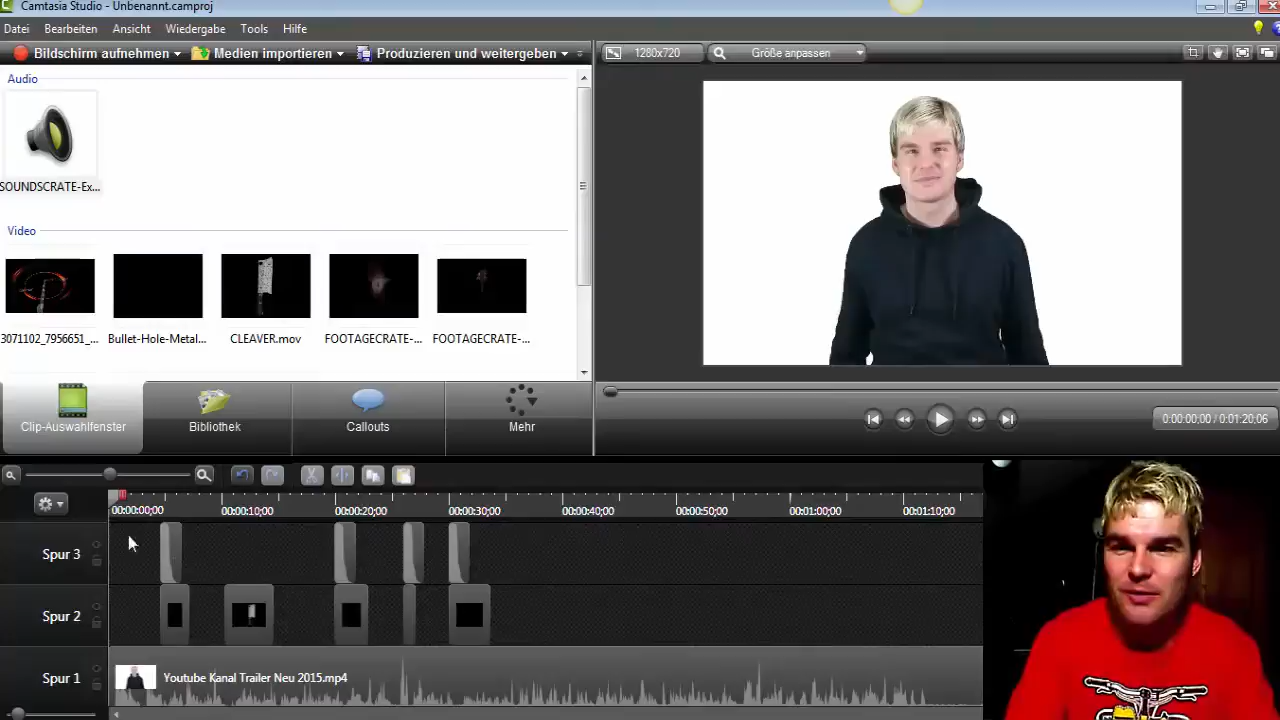 Camtasia Studio - Unbenannt.camproj
Datei Bearbeiten Ansicht Wiedergabe Tools Hilfe
Bildschirm aufnehmen Medien importieren Produzieren und weitergeben
1280x720 Größe anpassen
Audio
SOUNDSCRATE-Ex...
Video
3071102_7956651_... Bullet-Hole-Metal... CLEAVER.mov FOOTAGECRATE-... FOOTAGECRATE-...
Clip-Auswahlfenster Bibliothek Callouts Mehr
0:00:00;00 / 0:01:20;06
00:00:00;00 00:00:10;00 00:00:20;00 00:00:30;00 00:00:40;00 00:00:50;00 00:01:00;00 00:01:10;00
Spur 3
Spur 2
Spur 1 Youtube Kanal Trailer Neu 2015.mp4